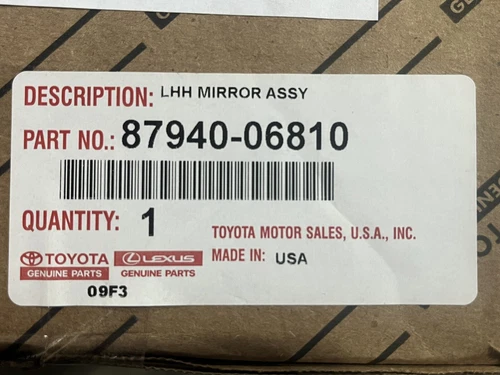 DESCRIPTION: LHH MIRROR ASSY
PART NO.: 87940-06810
QUANTITY: 1
TOYOTA MOTOR SALES, U.S.A., INC.
MADE IN: USA
TOYOTA
GENUINE PARTS
LEXUS
GENUINE PARTS
09F3